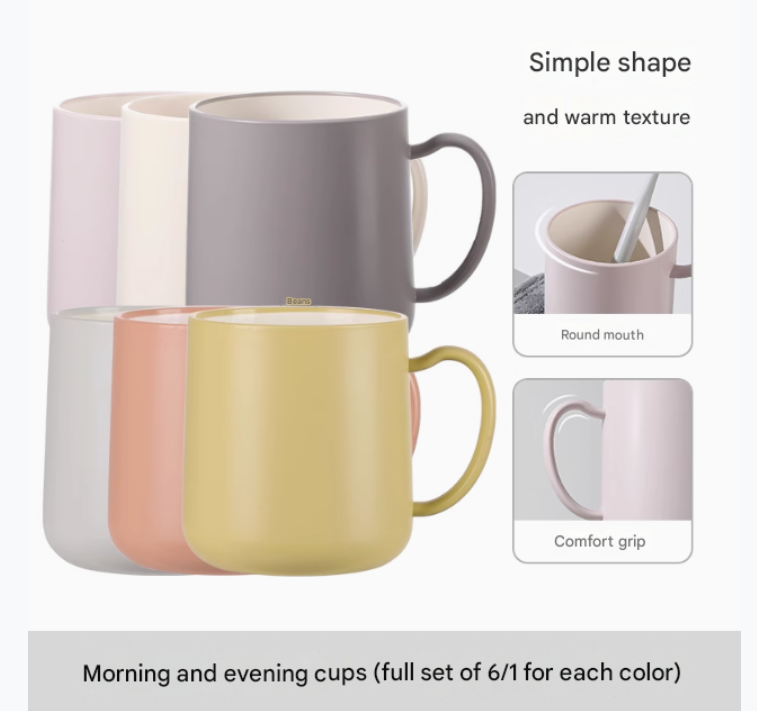 Simple shape
and warm texture
Beans
Round mouth
Comfort grip
Morning and evening cups (full set of 6/1 for each color)